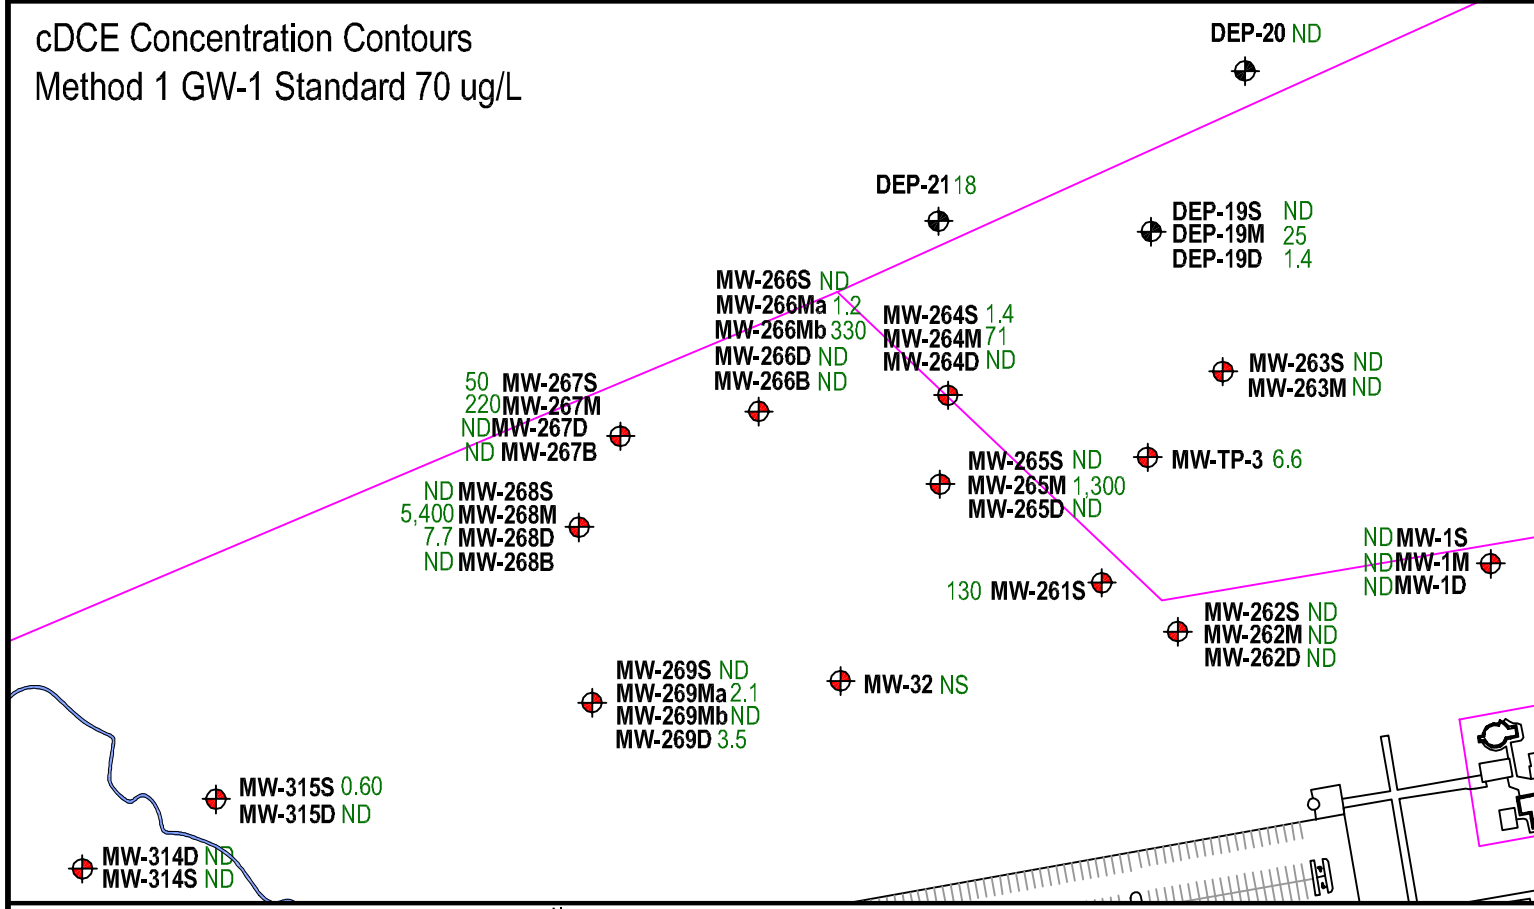 cDCE Concentration Contours
Method 1 GW-1 Standard 70 ug/L
DEP-20 ND
DEP-21 18
DEP-19S ND
DEP-19M 25
DEP-19D 1.4
MW-266S ND
MW-266Ma 1.2
MW-266Mb 330
MW-266D ND
MW-266B ND
MW-264S 1.4
MW-264M 71
MW-264D ND
MW-263S ND
MW-263M ND
50 MW-267S
220 MW-267M
ND MW-267D
ND MW-267B
MW-265S ND
MW-265M 1,300
MW-265D ND
MW-TP-3 6.6
ND MW-268S
5,400 MW-268M
7.7 MW-268D
ND MW-268B
ND MW-1S
ND MW-1M
ND MW-1D
130 MW-261S
MW-262S ND
MW-262M ND
MW-262D ND
MW-269S ND
MW-269Ma 2.1
MW-269Mb ND
MW-269D 3.5
MW-32 NS
MW-315S 0.60
MW-315D ND
MW-314D ND
MW-314S ND